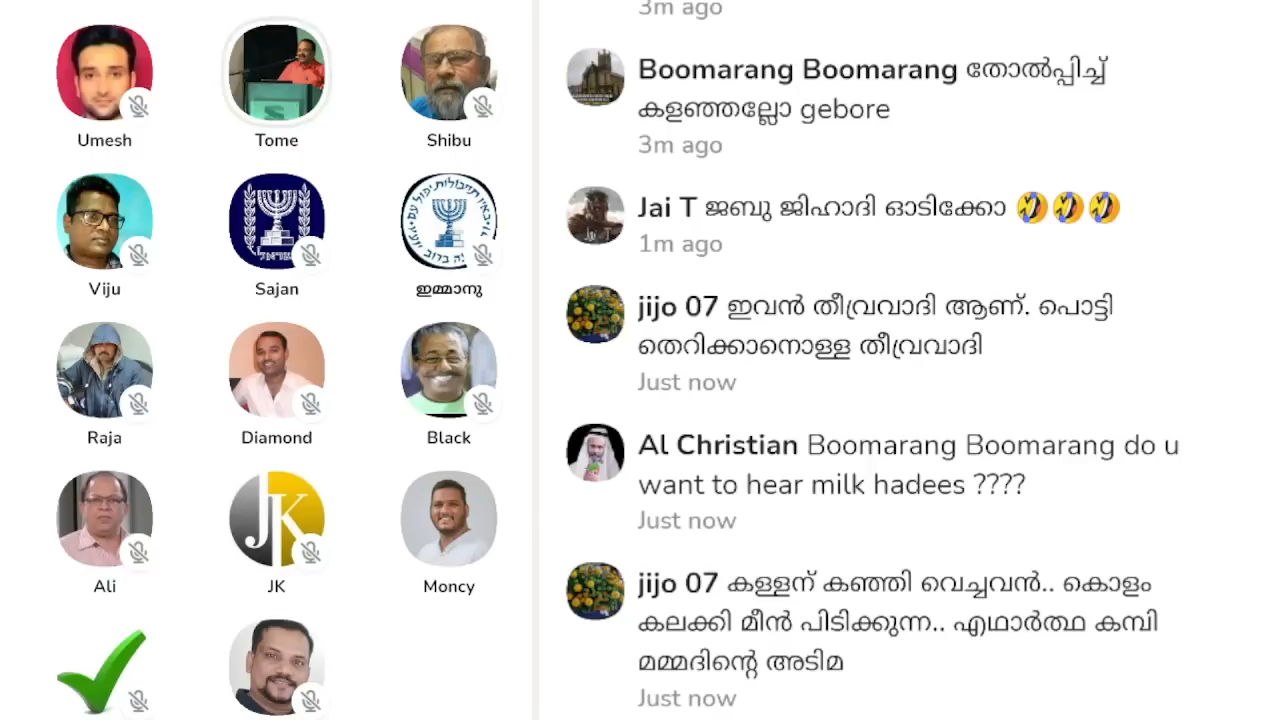 Umesh
Tome
Shibu
Viju
Sajan
ഇമ്മാനു
Raja
Diamond
Black
Ali
JK
JK
Moncy
3m ago
Boomarang Boomarang തോൽപ്പിച്ച്
കളഞ്ഞല്ലോ gebore
3m ago
Jai T ജബു ജിഹാദി ഓടിക്കോ 🤣🤣🤣
1m ago
jijo 07 ഇവൻ തീവ്രവാദി ആണ്. പൊട്ടി
തെറിക്കാനൊള്ള തീവ്രവാദി
Just now
Al Christian Boomarang Boomarang do u
want to hear milk hadees ????
Just now
jijo 07 കള്ളന് കഞ്ഞി വെച്ചവൻ.. കൊളം
കലക്കി മീൻ പിടിക്കുന്ന.. എഥാർത്ഥ കമ്പി
മമ്മദിന്റെ അടിമ
Just now